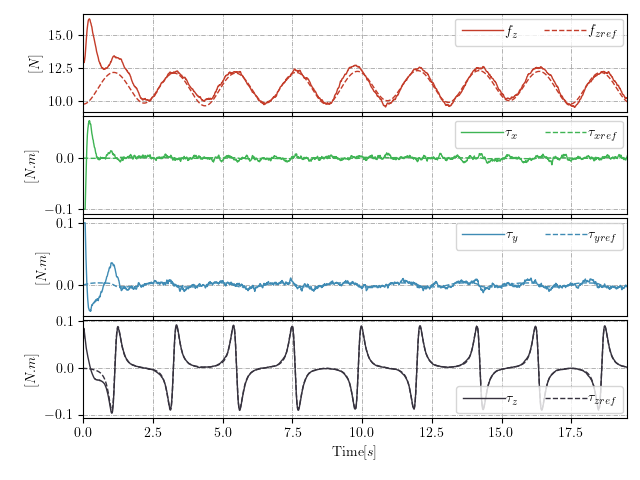 f_z f_zref
[N]
15.0
12.5
10.0
τ_x τ_xref
[N.m]
0.0
−0.1
τ_y τ_yref
[N.m]
0.1
0.0
[N.m]
0.1
0.0
−0.1
τ_z τ_zref
0.0 2.5 5.0 7.5 10.0 12.5 15.0 17.5
Time[s]